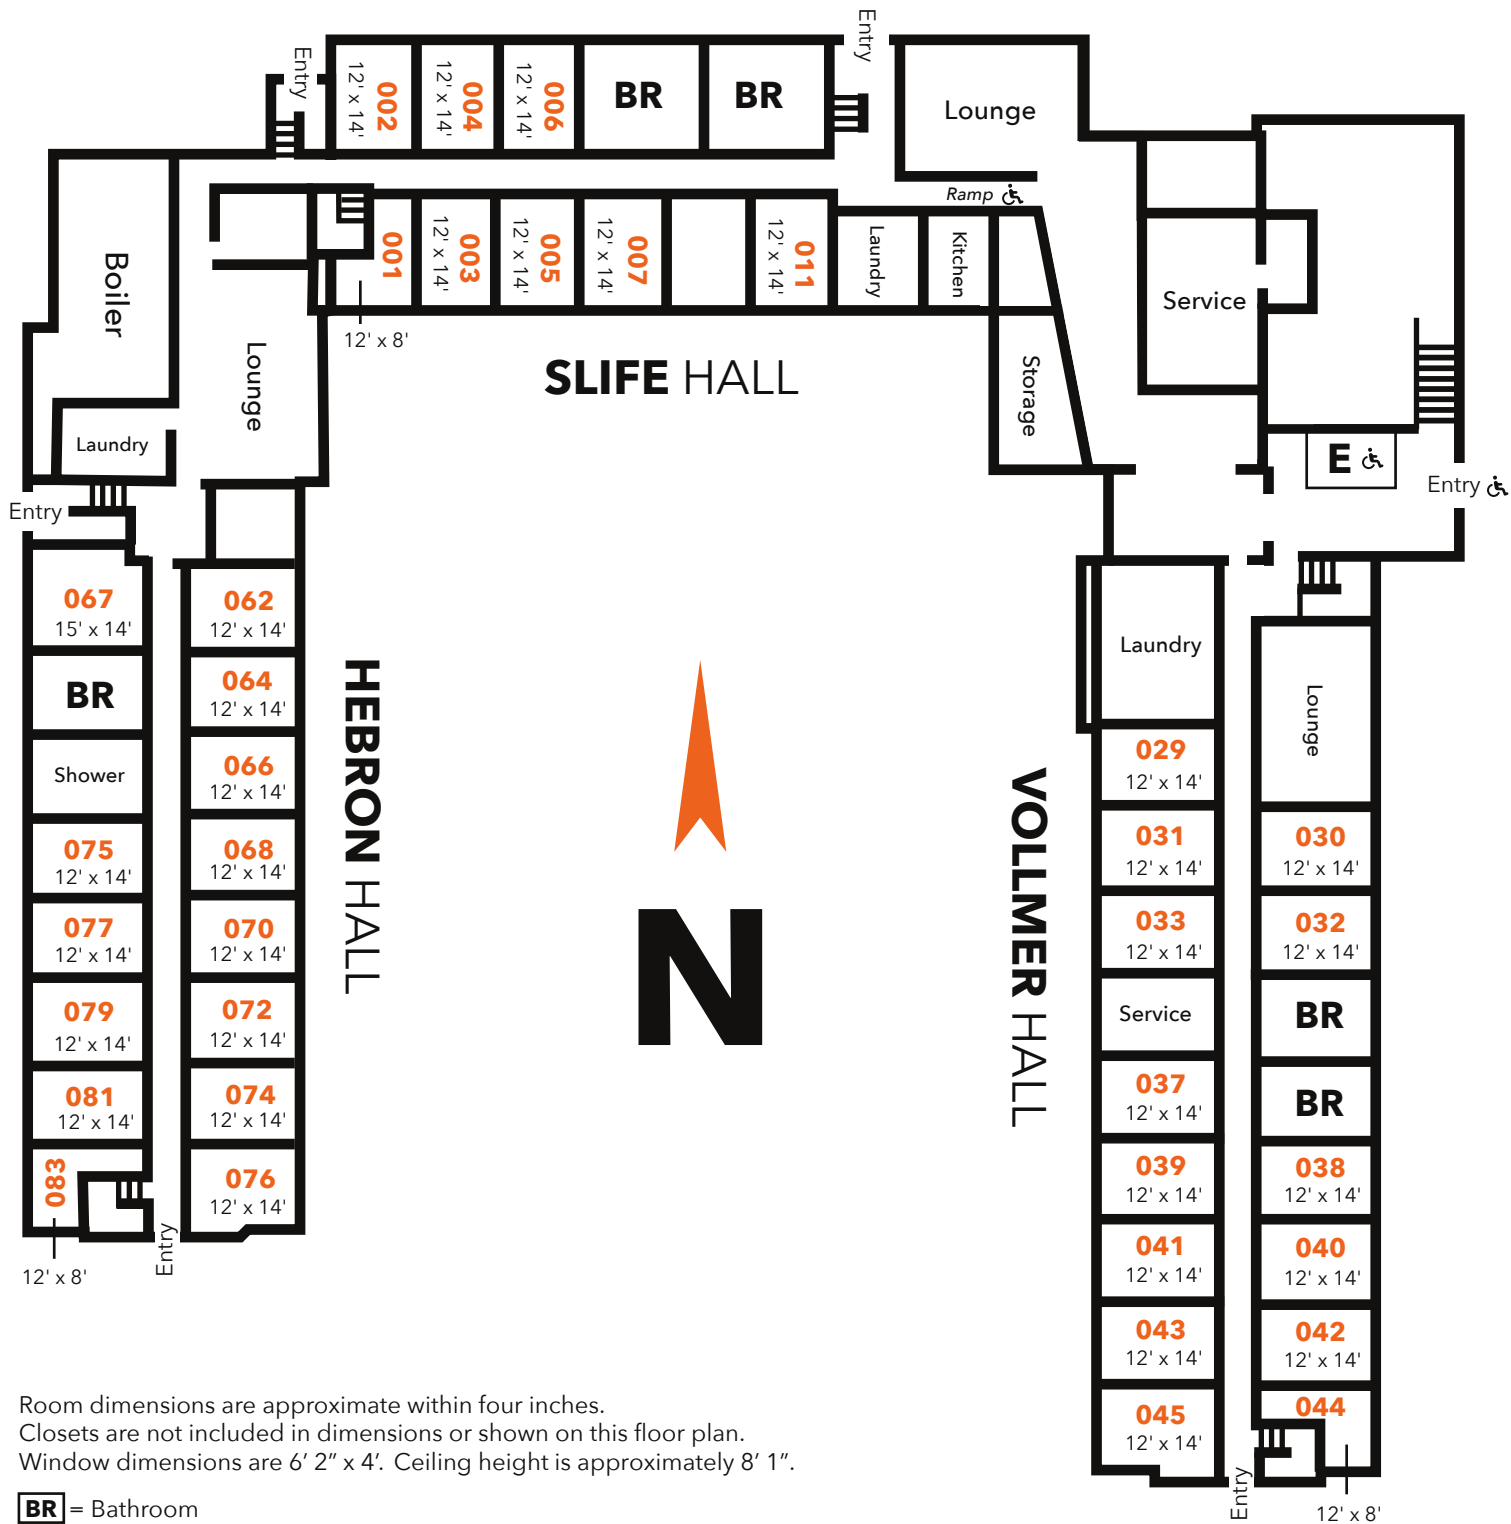 Entry
Entry
002
12' x 14'
004
12' x 14'
006
12' x 14'
BR
BR
Lounge
Ramp
001
12' x 8'
003
12' x 14'
005
12' x 14'
007
12' x 14'
011
12' x 14'
Laundry
Kitchen
Storage
Service
E
Entry
SLIFE HALL
Boiler
Lounge
Laundry
Entry
067
15' x 14'
BR
Shower
075
12' x 14'
077
12' x 14'
079
12' x 14'
081
12' x 14'
083
12' x 8'
062
12' x 14'
064
12' x 14'
066
12' x 14'
068
12' x 14'
070
12' x 14'
072
12' x 14'
074
12' x 14'
076
12' x 14'
Entry
HEBRON HALL
N
VOLLMER HALL
Laundry
029
12' x 14'
031
12' x 14'
033
12' x 14'
Service
037
12' x 14'
039
12' x 14'
041
12' x 14'
043
12' x 14'
045
12' x 14'
Lounge
030
12' x 14'
032
12' x 14'
BR
BR
038
12' x 14'
040
12' x 14'
042
12' x 14'
044
12' x 8'
Entry
Room dimensions are approximate within four inches.
Closets are not included in dimensions or shown on this floor plan.
Window dimensions are 6’ 2” x 4’. Ceiling height is approximately 8’ 1”.
BR = Bathroom